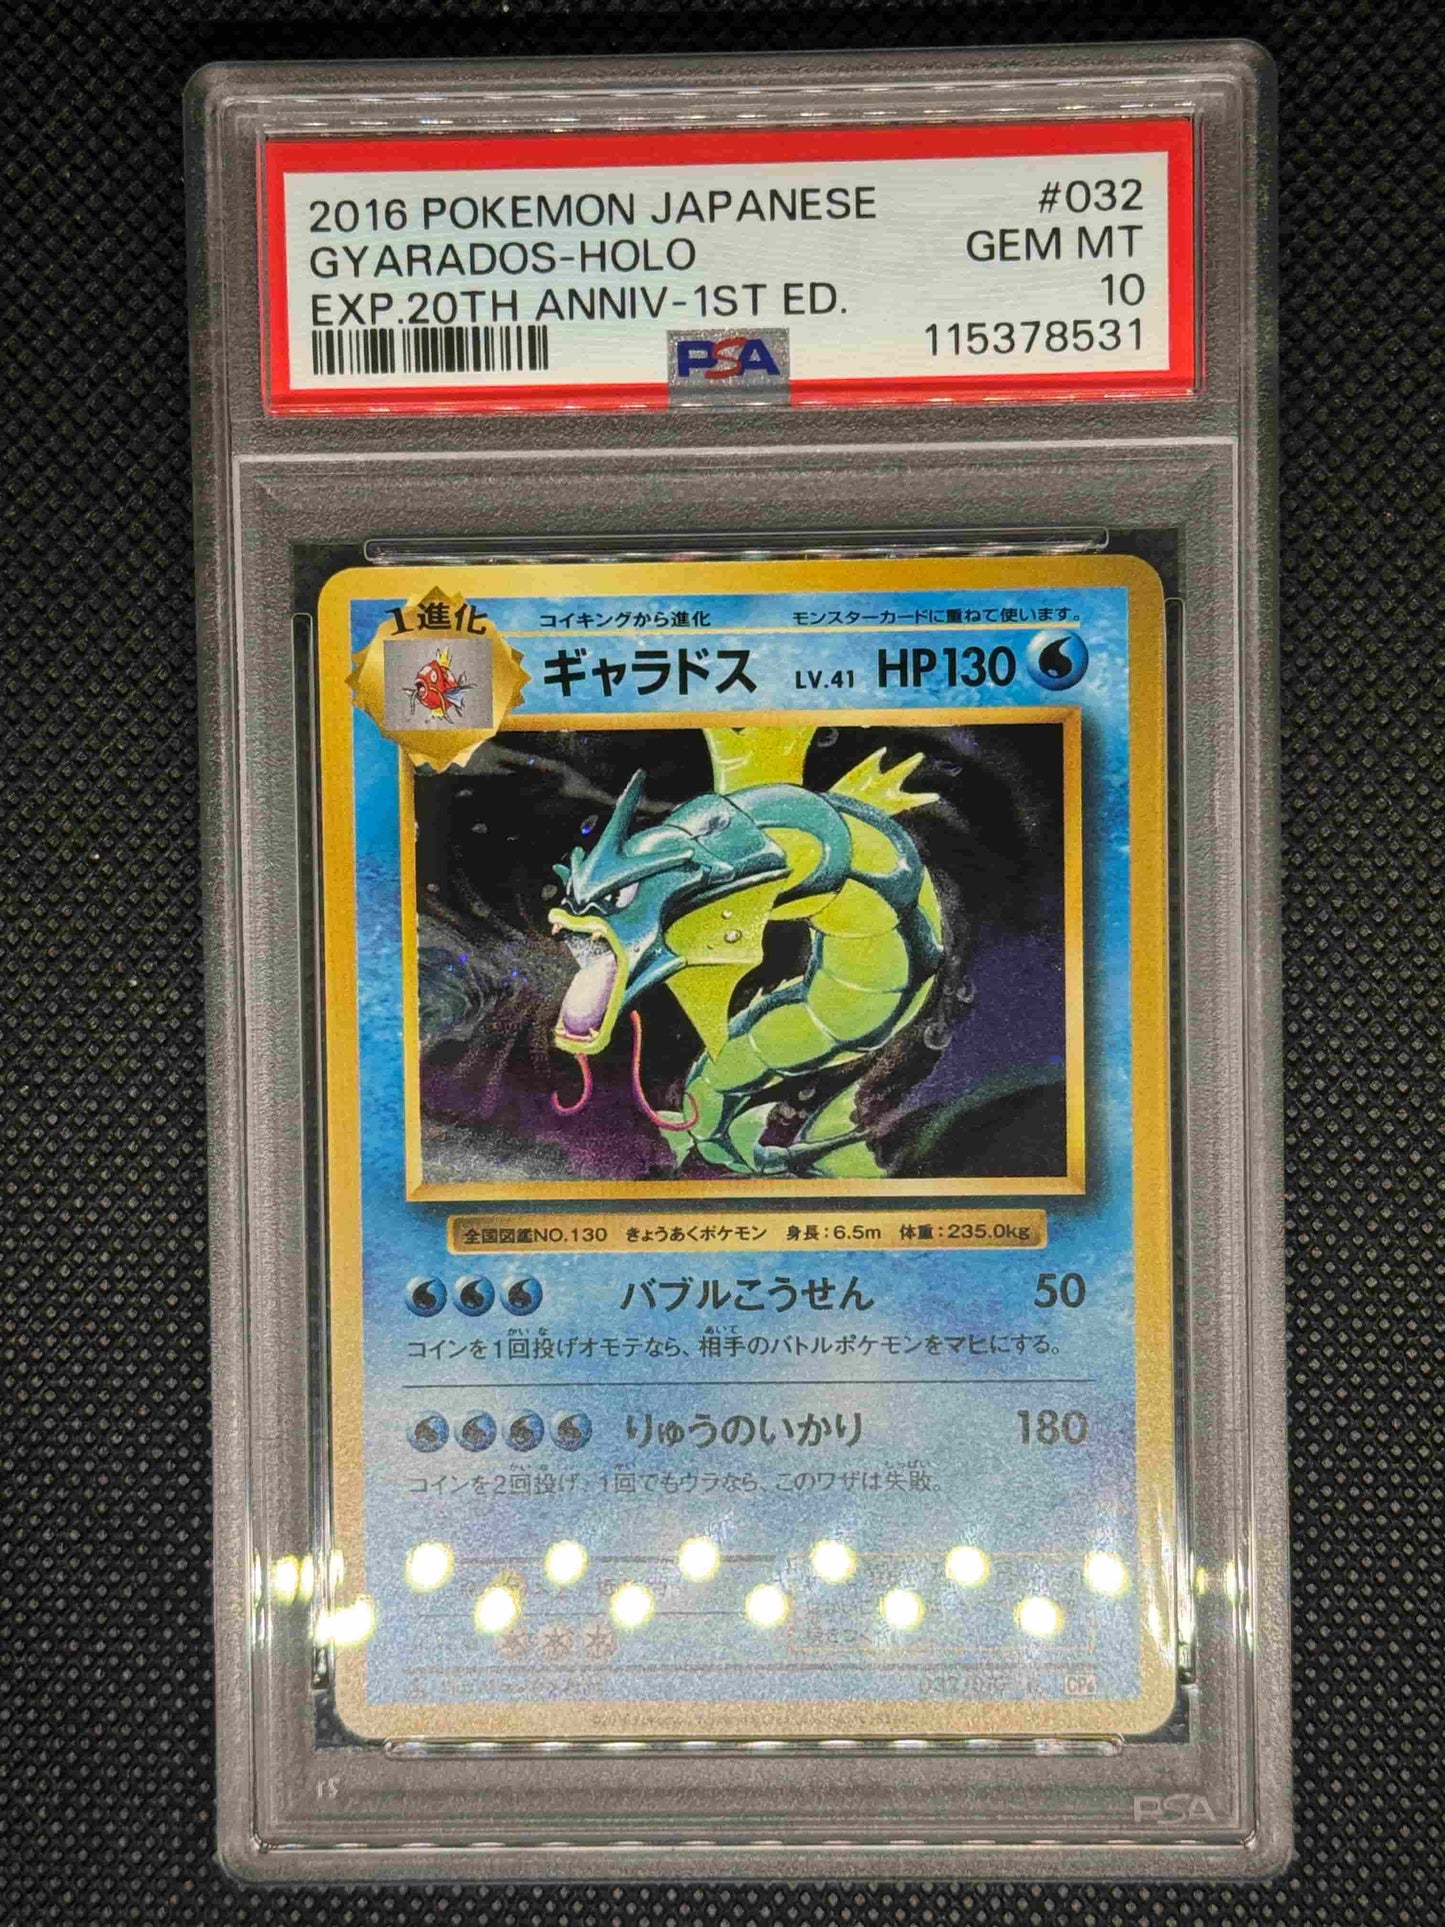 2016 POKEMON JAPANESE #032
GYARADOS-HOLO GEM MT
EXP.20TH ANNIV-1ST ED. 10
PSA 115378531
1進化
コイキングから進化 モンスターカードに重ねて使います。
ギャラドス LV.41 HP130
全国図鑑NO.130 きょうあくポケモン 身長:6.5m 体重:235.0kg
バブルこうせん 50
コインを1回投げオモテなら、相手のバトルポケモンをマヒにする。
りゅうのいかり 180
コインを2回投げ、1回でもウラなら、このワザは失敗。
CP6
PSA